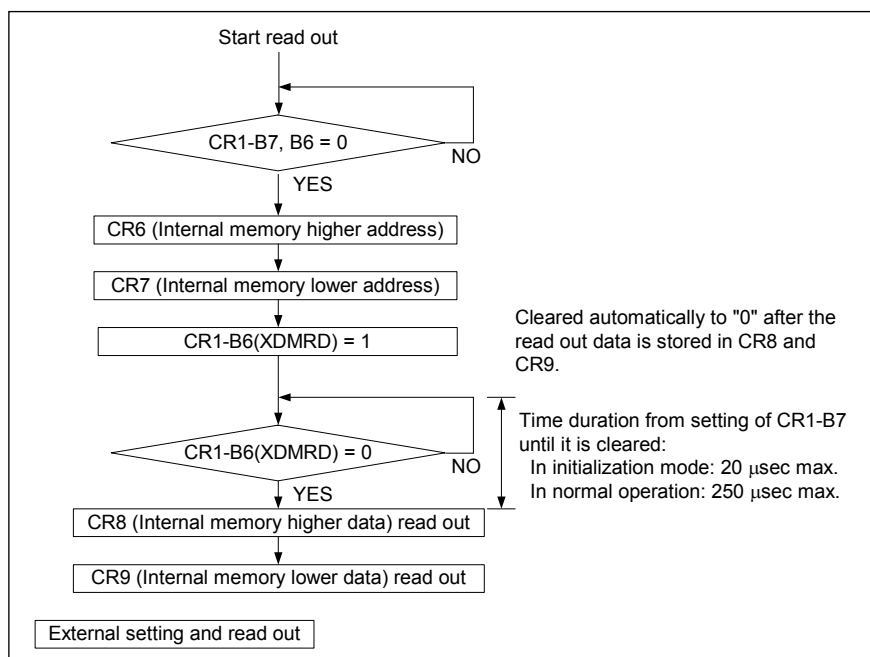 Start read out
CR1-B7, B6 = 0
NO
YES
CR6 (Internal memory higher address)
CR7 (Internal memory lower address)
CR1-B6(XDMRD) = 1
Cleared automatically to "0" after the
read out data is stored in CR8 and
CR9.
CR1-B6(XDMRD) = 0
NO
YES
Time duration from setting of CR1-B7
until it is cleared:
In initialization mode: 20 μsec max.
In normal operation: 250 μsec max.
CR8 (Internal memory higher data) read out
CR9 (Internal memory lower data) read out
External setting and read out